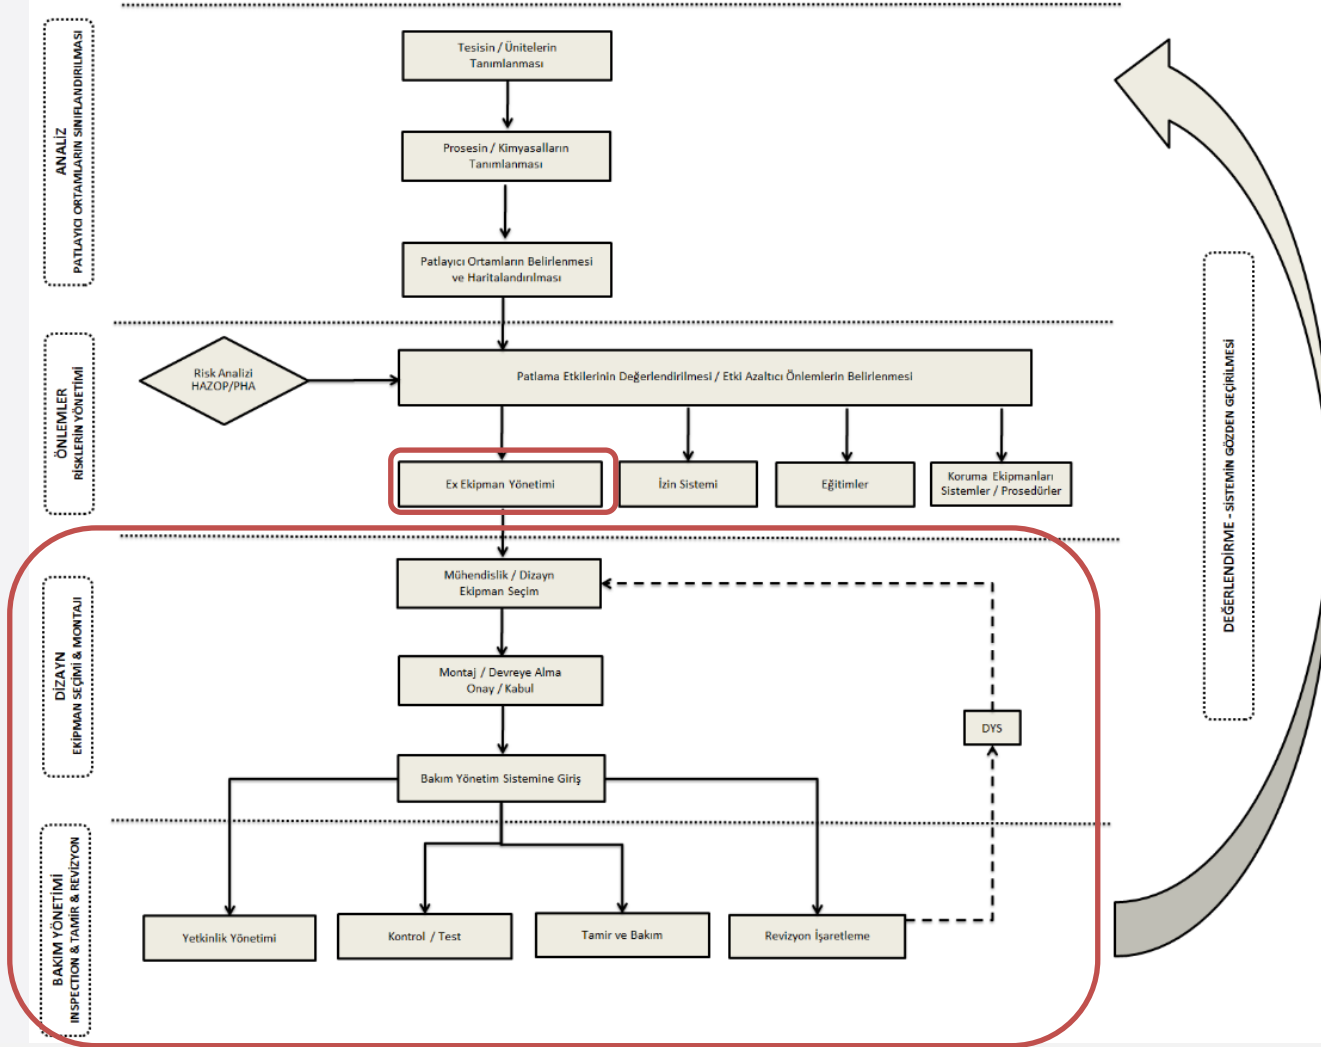 ANALİZ
PATLAYICI ORTAMLARIN SINIFLANDIRILMASI
Tesisin / Ünitelerin
Tanımlanması
Prosesin / Kimyasalların
Tanımlanması
Patlayıcı Ortamların Belirlenmesi
ve Haritalandırılması
ÖNLEMLER
RİSKLERİN YÖNETİMİ
Risk Analizi
HAZOP/PHA
Patlama Etkilerinin Değerlendirilmesi / Etki Azaltıcı Önlemlerin Belirlenmesi
Ex Ekipman Yönetimi
İzin Sistemi
Eğitimler
Koruma Ekipmanları
Sistemler / Prosedürler
DİZAYN
EKİPMAN SEÇİMİ & MONTAJI
Mühendislik / Dizayn
Ekipman Seçim
Montaj / Devreye Alma
Onay / Kabul
DYS
Bakım Yönetim Sistemine Giriş
BAKIM YÖNETİMİ
INSPECTION & TAMİR & REVİZYON
Yetkinlik Yönetimi
Kontrol / Test
Tamir ve Bakım
Revizyon İşaretleme
DEĞERLENDİRME - SİSTEMİN GÖZDEN GEÇİRİLMESİ